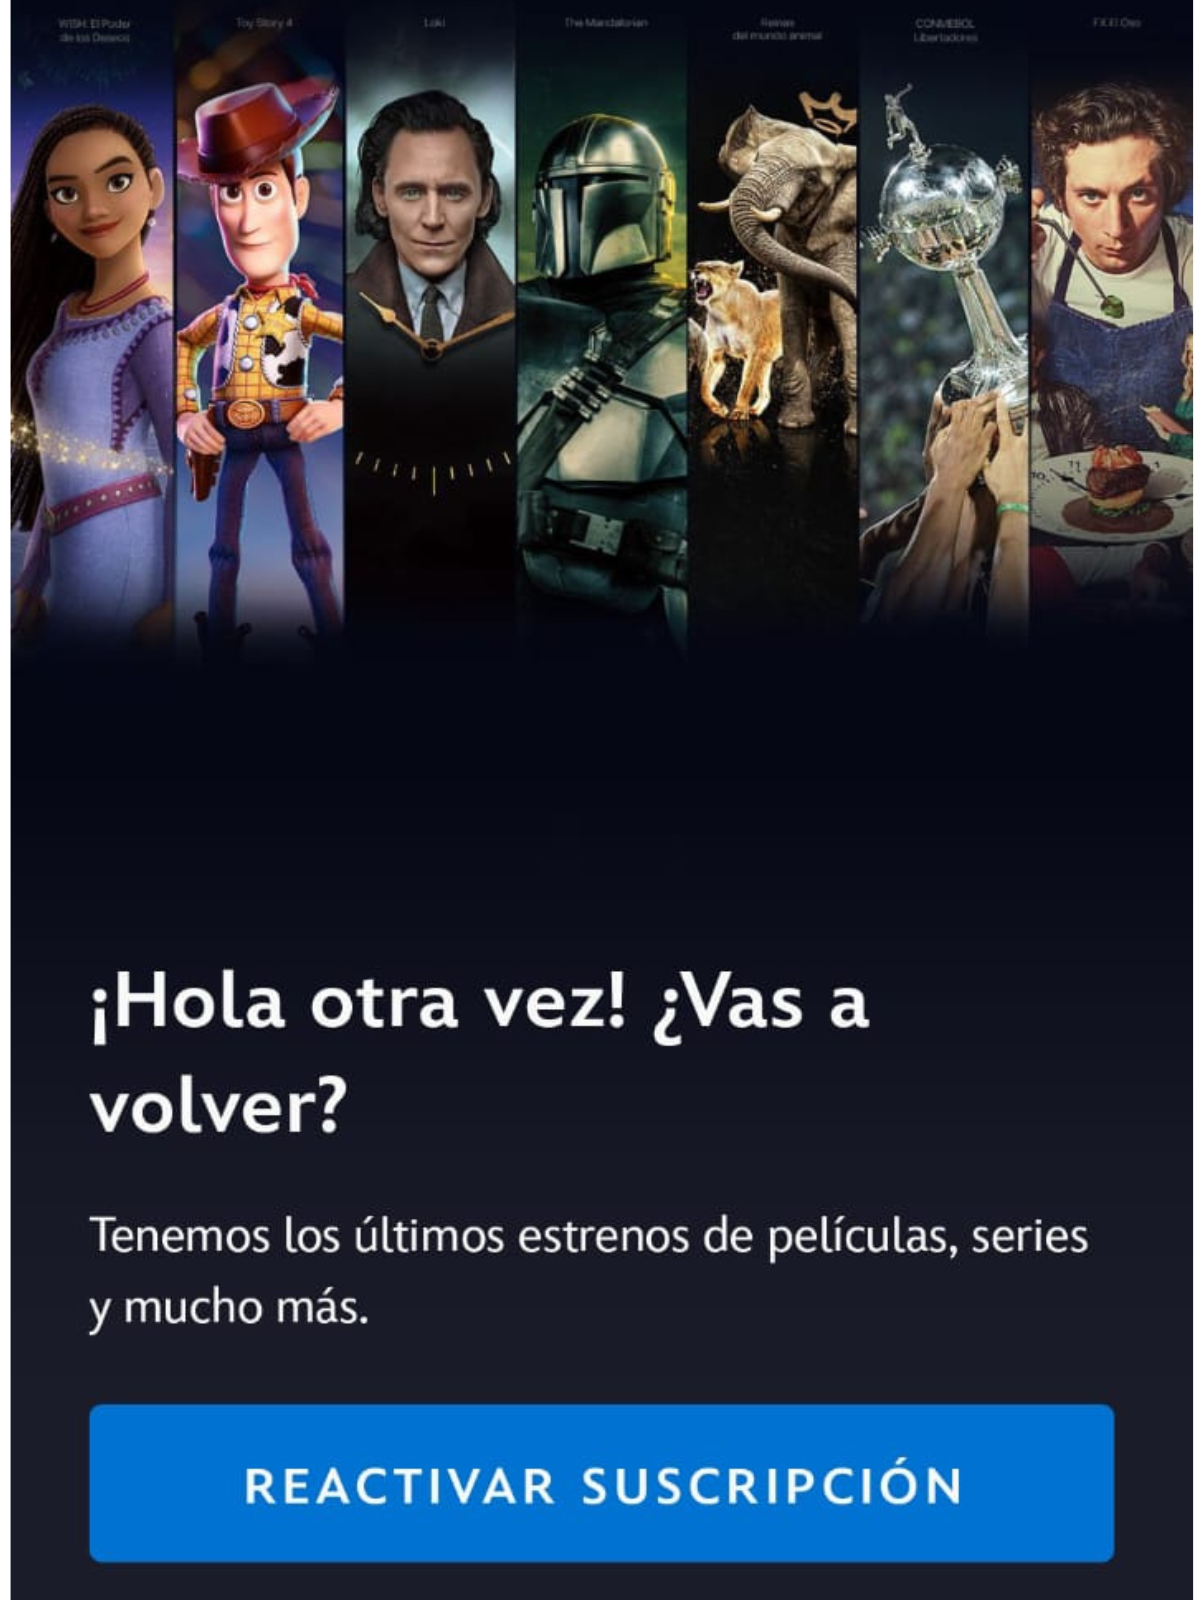 WISH: El Poder
de los Deseos
Toy Story 4
Loki
The Mandalorian
Reinas
del mundo animal
CONMEBOL
Libertadores
FX El Oso
¡Hola otra vez! ¿Vas a
volver?
Tenemos los últimos estrenos de películas, series
y mucho más.
REACTIVAR SUSCRIPCIÓN